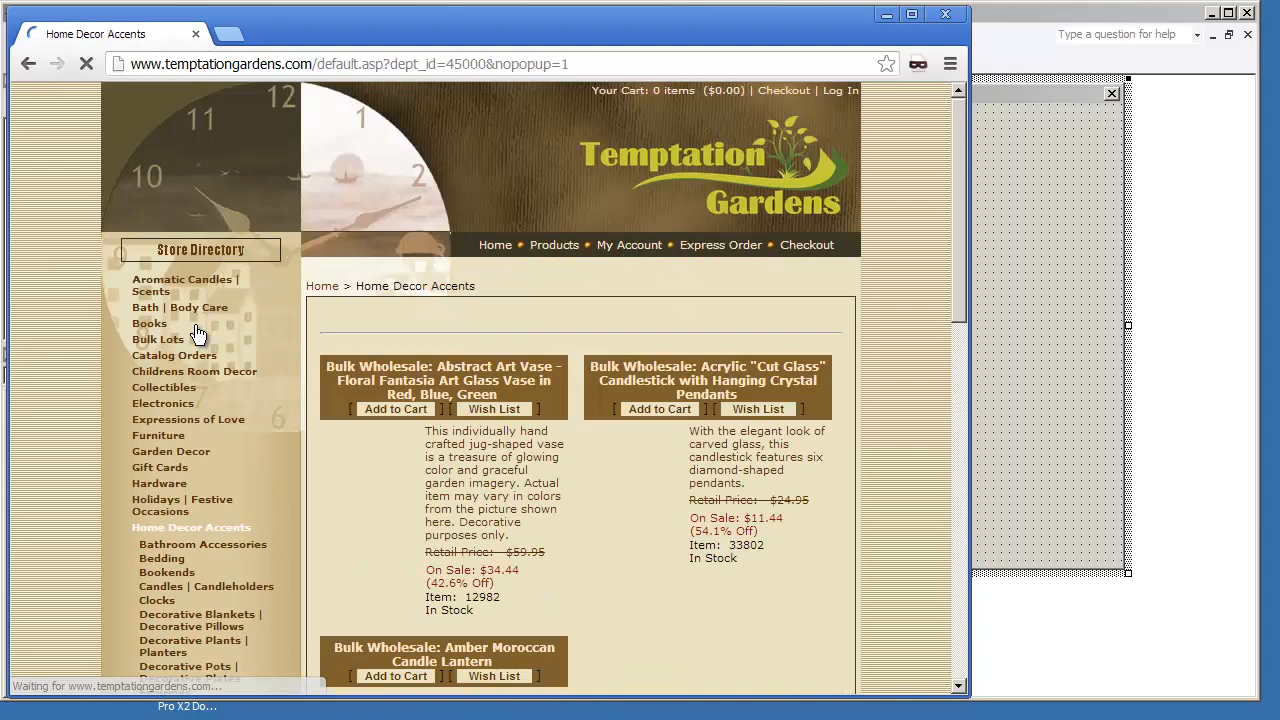 Home Decor Accents
Type a question for help
www.temptationgardens.com/default.asp?dept_id=45000&nopopup=1
Your Cart: 0 items ($0.00) | Checkout | Log In
12
11
1
10
2
Temptation
Gardens
Store Directory
Home • Products • My Account • Express Order • Checkout
9
Aromatic Candles |
Scents
Home > Home Decor Accents
Bath | Body Care
Books
8
Bulk Lots
Catalog Orders
Childrens Room Decor
Collectibles
7
Electronics
6
Expressions of Love
Furniture
Garden Decor
Gift Cards
Hardware
Holidays | Festive
Occasions
Home Decor Accents
Bathroom Accessories
Bedding
Bookends
Candles | Candleholders
Clocks
Decorative Blankets |
Decorative Pillows
Decorative Plants |
Planters
Decorative Pots |
Bulk Wholesale: Abstract Art Vase -
Floral Fantasia Art Glass Vase in
Red, Blue, Green
[ Add to Cart ] [ Wish List ]
This individually hand
crafted jug-shaped vase
is a treasure of glowing
color and graceful
garden imagery. Actual
item may vary in colors
from the picture shown
here. Decorative
purposes only.
Retail Price: $59.95
On Sale: $34.44
(42.6% Off)
Item: 12982
In Stock
Bulk Wholesale: Acrylic "Cut Glass"
Candlestick with Hanging Crystal
Pendants
[ Add to Cart ] [ Wish List ]
With the elegant look of
carved glass, this
candlestick features six
diamond-shaped
pendants.
Retail Price: $24.95
On Sale: $11.44
(54.1% Off)
Item: 33802
In Stock
Bulk Wholesale: Amber Moroccan
Candle Lantern
[ Add to Cart ] [ Wish List ]
Waiting for www.temptationgardens.com...
Pro X2 Do...